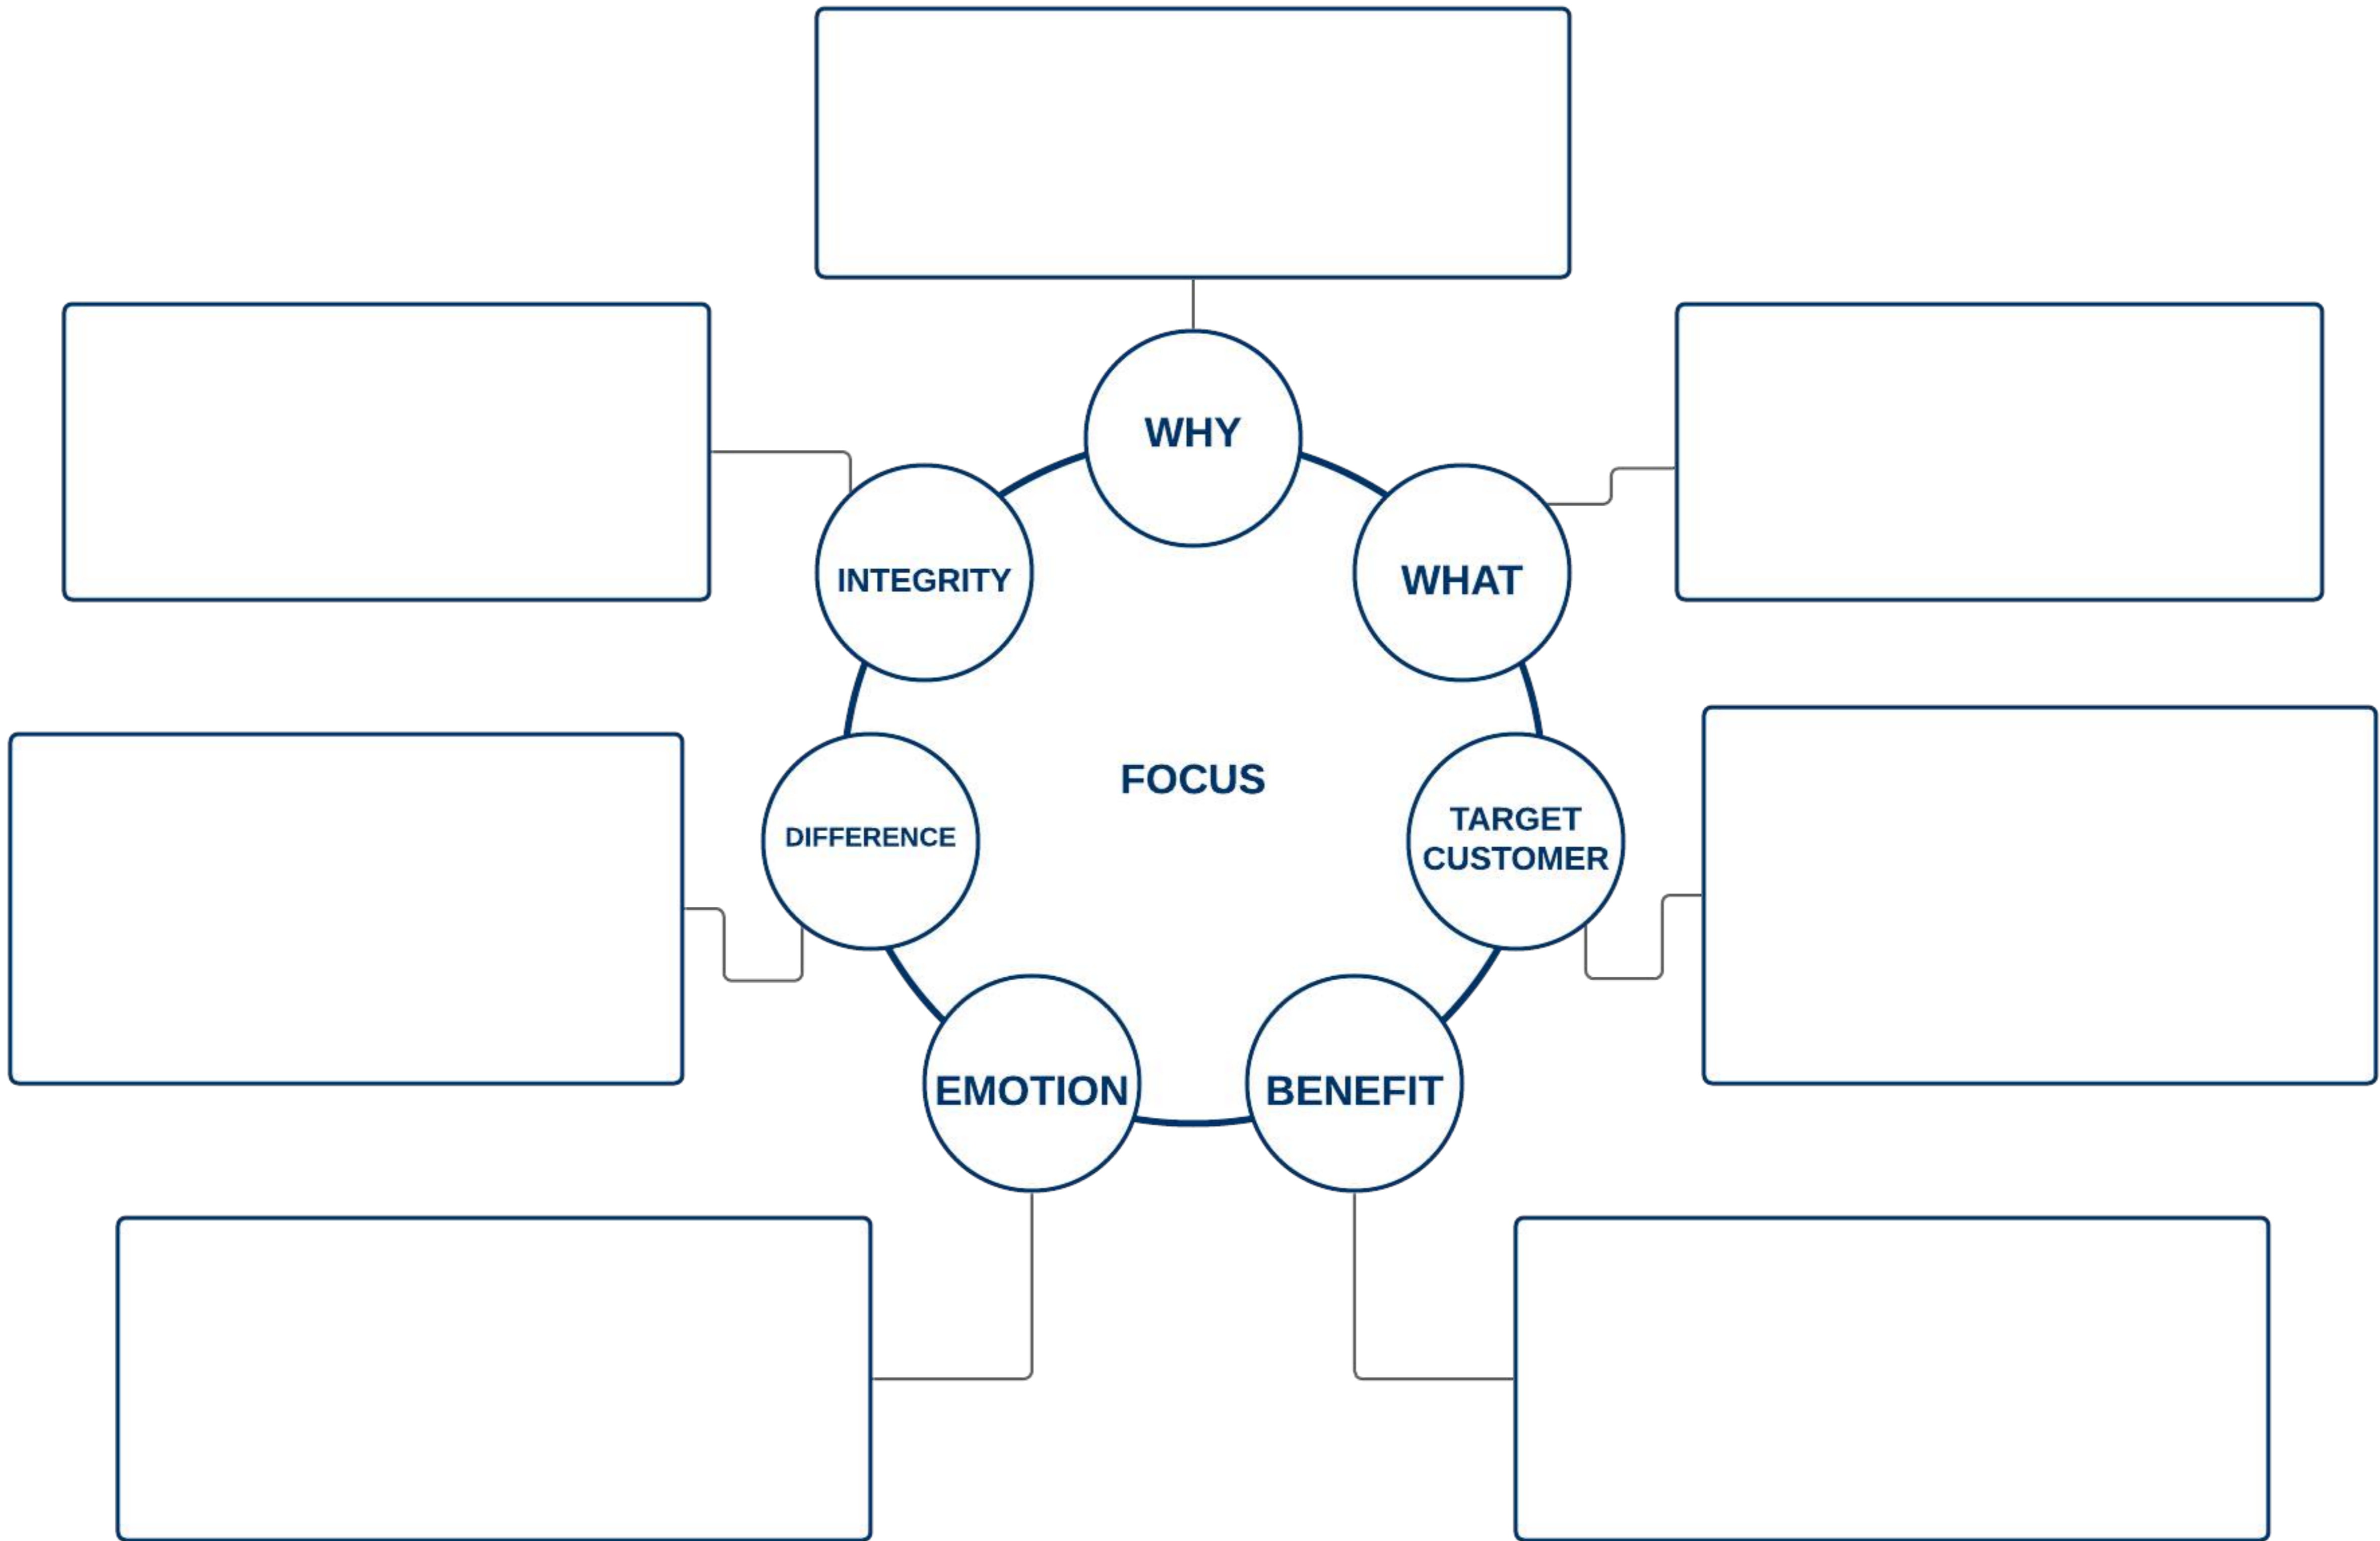 WHY
INTEGRITY
WHAT
FOCUS
TARGET
CUSTOMER
DIFFERENCE
EMOTION
BENEFIT